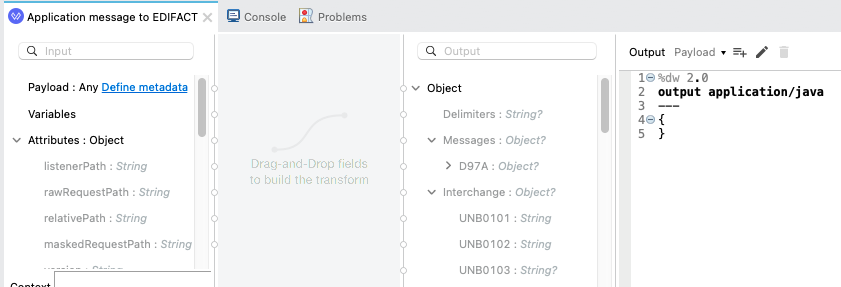 Application message to EDIFACT
Console
Problems
Input
Payload : Any Define metadata
Variables
Attributes : Object
listenerPath : String
rawRequestPath : String
relativePath : String
maskedRequestPath : String
version : String
Context
Drag-and-Drop fields
to build the transform
Output
Object
Delimiters : String?
Messages : Object?
D97A : Object?
Interchange : Object?
UNB0101 : String
UNB0102 : String
UNB0103 : String?
Output Payload
1 %dw 2.0
2 output application/java
3 ---
4 {
5 }